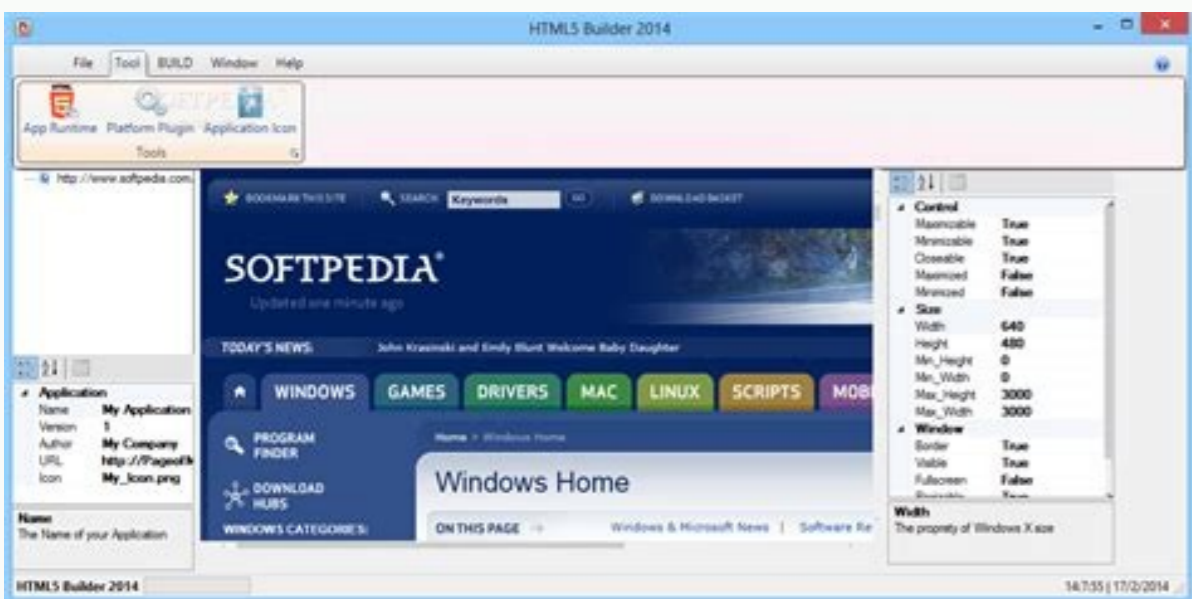 HTML5 Builder 2014
File Tool BUILD Window Help
App Runtime Platform Plugin Application Icon
Tools
http://www.softpedia.com
BOOKMARK THIS SITE SEARCH Keywords GO DOWNLOAD BASKET
SOFTPEDIA®
Updated one minute ago
TODAY'S NEWS: John Krasinski and Emily Blunt Welcome Baby Daughter
WINDOWS GAMES DRIVERS MAC LINUX SCRIPTS MOBI
PROGRAM FINDER
DOWNLOAD HUBS
WINDOWS CATEGORIES:
Home > Windows Home
Windows Home
ON THIS PAGE Windows & Microsoft News | Software Re
Application
Name My Application
Version 1
Author My Company
URL http://PageofM
Icon My_Icon.png
Name
The Name of your Application
Control
Maximizable True
Minimizable True
Closeable True
Maximized False
Minimized False
Size
Width 640
Height 480
Min_Height 0
Min_Width 0
Max_Height 3000
Max_Width 3000
Window
Border True
Visible True
Fullscreen False
Width
The proprety of Windows X size
HTML5 Builder 2014
14:7:55 | 17/2/2014